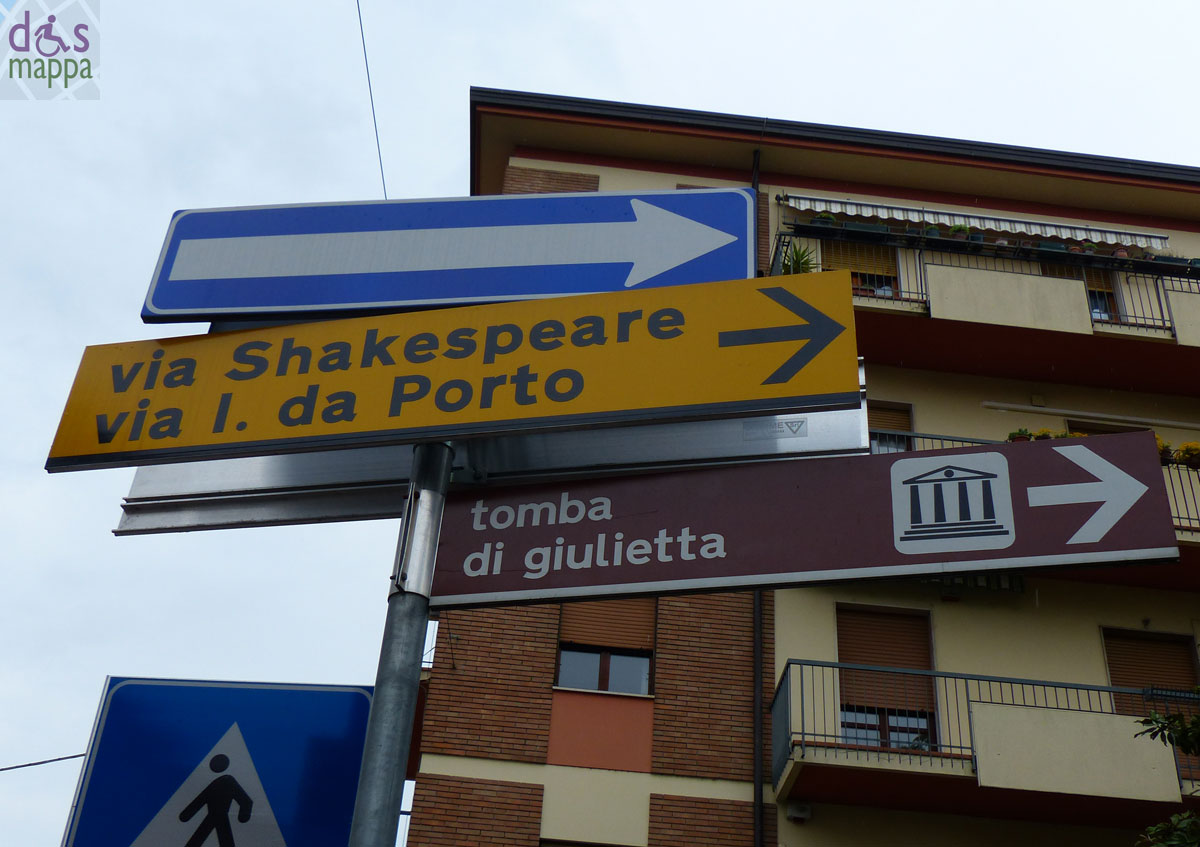 dis
mappa
via Shakespeare
via I. da Porto
tomba
di giulietta